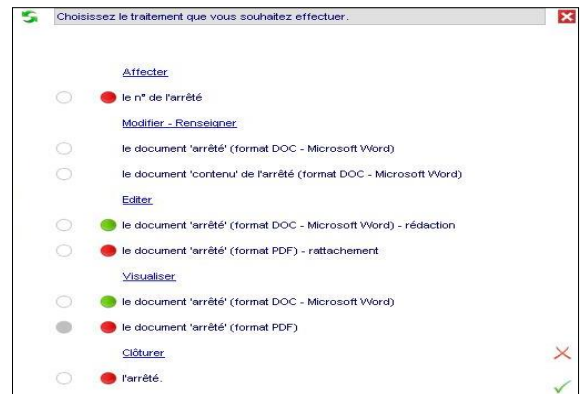 Choisissez le traitement que vous souhaitez effectuer.
Affecter
le n° de l'arrêté
Modifier - Renseigner
le document 'arrêté' (format DOC - Microsoft Word)
le document 'contenu' de l'arrêté (format DOC - Microsoft Word)
Editer
le document 'arrêté' (format DOC - Microsoft Word) - rédaction
le document 'arrêté' (format PDF) - rattachement
Visualiser
le document 'arrêté' (format DOC - Microsoft Word)
le document 'arrêté' (format PDF)
Clôturer
l'arrêté.